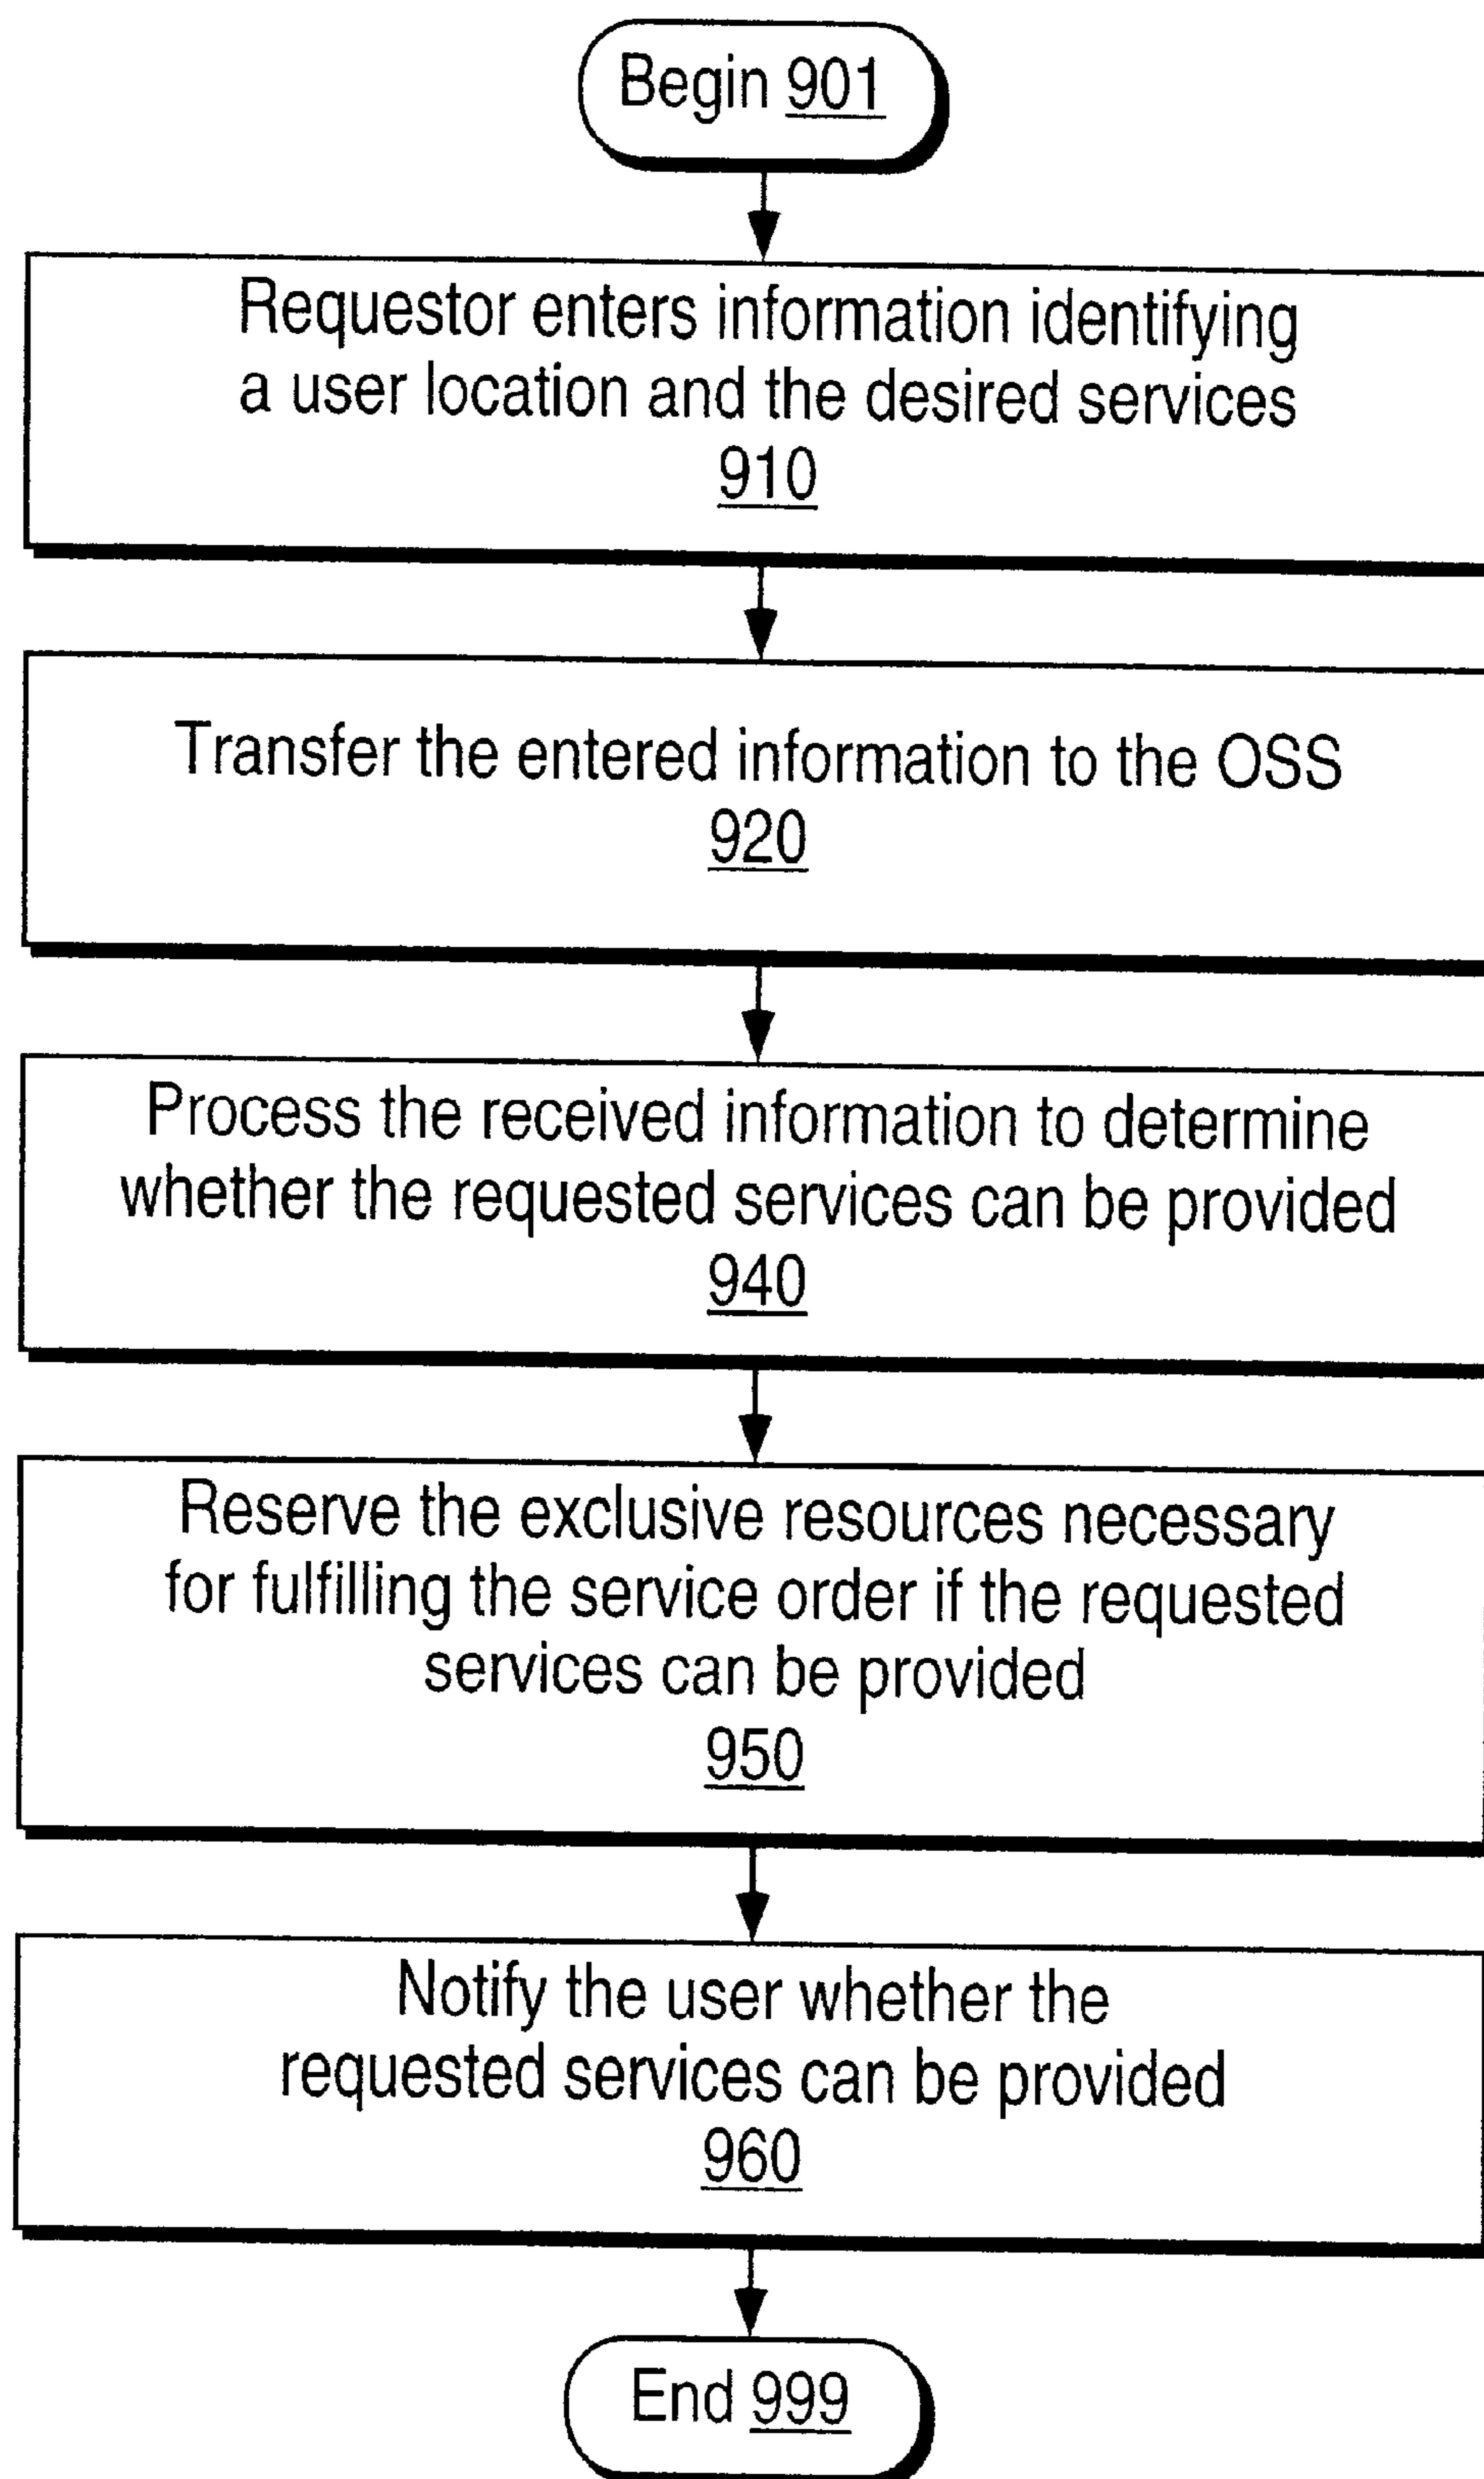 Begin 901
Requestor enters information identifying
a user location and the desired services
910
Transfer the entered information to the OSS
920
Process the received information to determine
whether the requested services can be provided
940
Reserve the exclusive resources necessary
for fulfilling the service order if the requested
services can be provided
950
Notify the user whether the
requested services can be provided
960
End 999